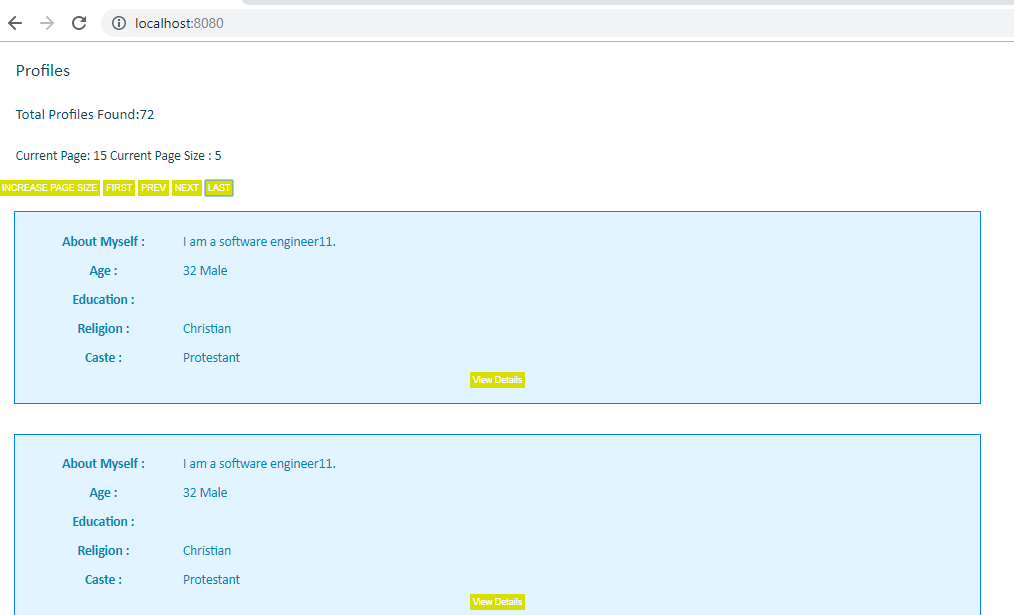 localhost:8080
Profiles
Total Profiles Found:72
Current Page: 15 Current Page Size : 5
INCREASE PAGE SIZE FIRST PREV NEXT LAST
About Myself : I am a software engineer11.
Age : 32 Male
Education :
Religion : Christian
Caste : Protestant
View Details
About Myself : I am a software engineer11.
Age : 32 Male
Education :
Religion : Christian
Caste : Protestant
View Details